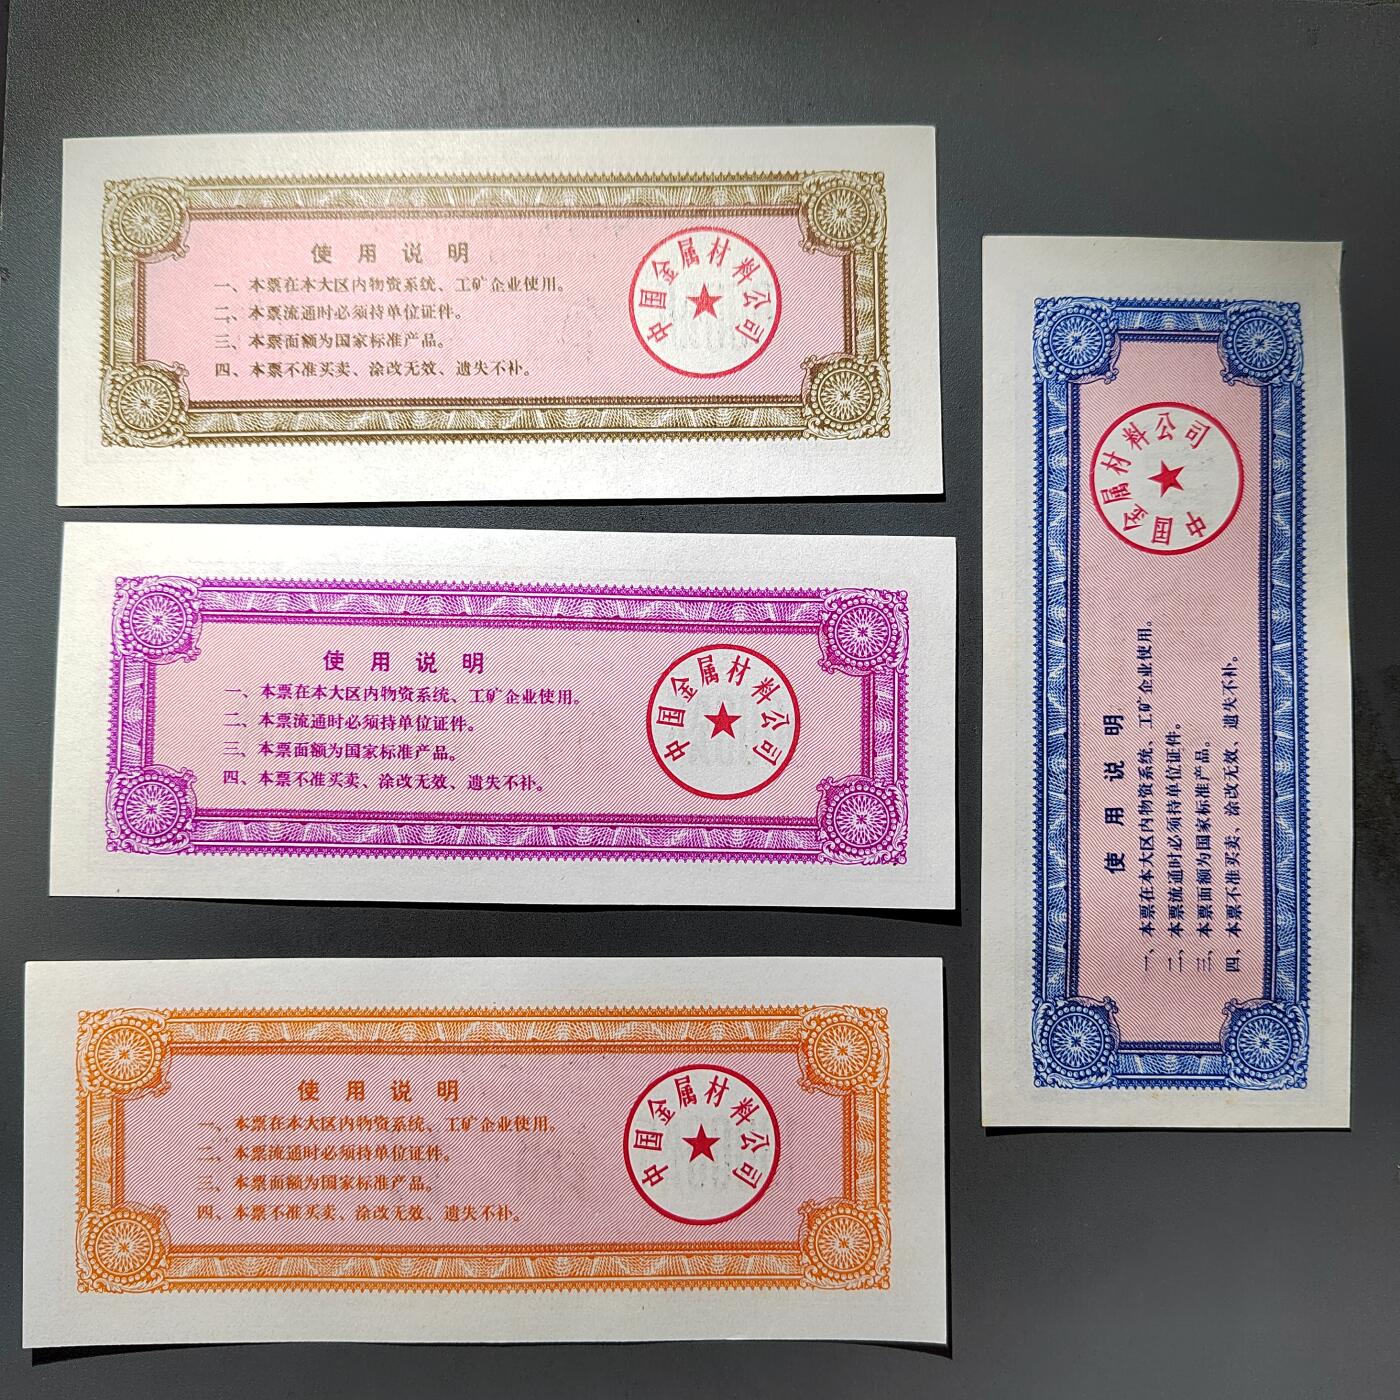 使用说明
一、本票在本大区内物资系统、工矿企业使用。
二、本票流通时必须持单位证件。
三、本票面额为国家标准产品。
四、本票不准买卖、涂改无效、遗失不补。
中国金属材料公司
使用说明
一、本票在本大区内物资系统、工矿企业使用。
二、本票流通时必须持单位证件。
三、本票面额为国家标准产品。
四、本票不准买卖、涂改无效、遗失不补。
中国金属材料公司
使用说明
一、本票在本大区内物资系统、工矿企业使用。
二、本票流通时必须持单位证件。
三、本票面额为国家标准产品。
四、本票不准买卖、涂改无效、遗失不补。
中国金属材料公司
使用说明
一、本票在本大区内物资系统、工矿企业使用。
二、本票流通时必须持单位证件。
三、本票面额为国家标准产品。
四、本票不准买卖、涂改无效、遗失不补。
中国金属材料公司